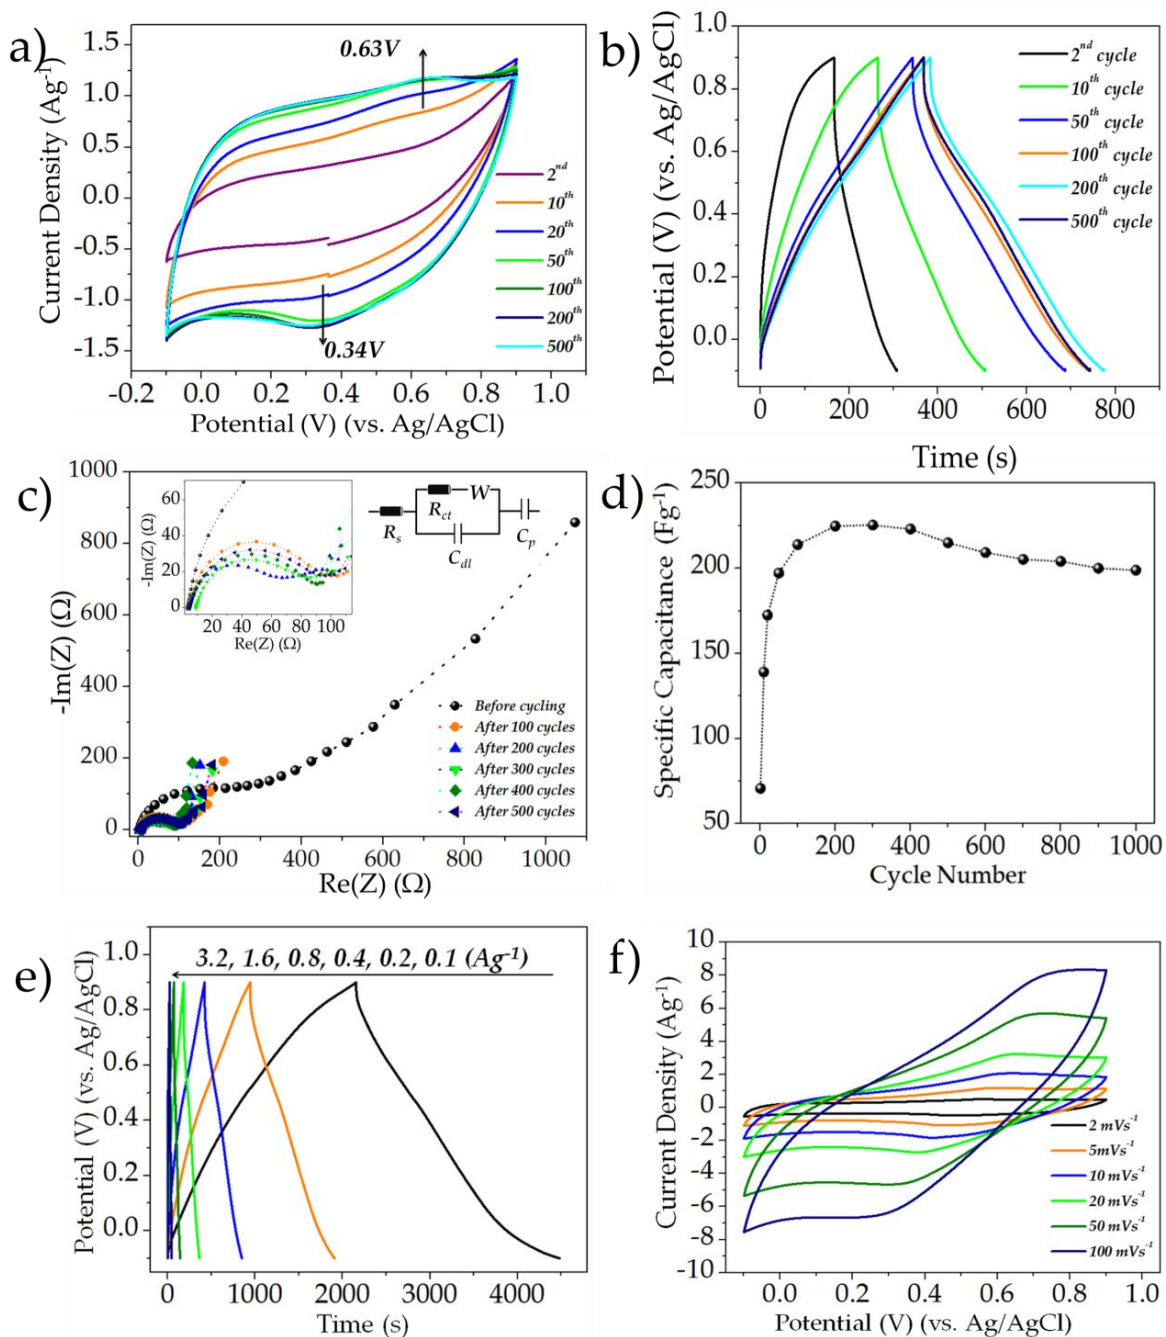 a)
Current Density (Ag⁻¹)
1.5
1.0
0.5
0.0
-0.5
-1.0
-1.5
0.63V
0.34V
2ⁿᵈ
10ᵗʰ
20ᵗʰ
50ᵗʰ
100ᵗʰ
200ᵗʰ
500ᵗʰ
-0.2 0.0 0.2 0.4 0.6 0.8 1.0
Potential (V) (vs. Ag/AgCl)
b)
Potential (V) (vs. Ag/AgCl)
0.9
0.6
0.3
0.0
2ⁿᵈ cycle
10ᵗʰ cycle
50ᵗʰ cycle
100ᵗʰ cycle
200ᵗʰ cycle
500ᵗʰ cycle
0 200 400 600 800
Time (s)
c)
-Im(Z) (Ω)
1000
800
600
400
200
0
-Im(Z) (Ω)
60
40
20
0
20 40 60 80 100
Re(Z) (Ω)
Rs
Rct
W
Cdl
Cp
Before cycling
After 100 cycles
After 200 cycles
After 300 cycles
After 400 cycles
After 500 cycles
0 200 400 600 800 1000
Re(Z) (Ω)
d)
Specific Capacitance (Fg⁻¹)
250
200
150
100
50
0 200 400 600 800 1000
Cycle Number
e)
Potential (V) (vs. Ag/AgCl)
1.0
0.8
0.6
0.4
0.2
0.0
3.2, 1.6, 0.8, 0.4, 0.2, 0.1 (Ag⁻¹)
0 1000 2000 3000 4000
Time (s)
f)
Current Density (Ag⁻¹)
10
8
6
4
2
0
-2
-4
-6
-8
-10
2 mVs⁻¹
5mVs⁻¹
10 mVs⁻¹
20 mVs⁻¹
50 mVs⁻¹
100 mVs⁻¹
0.0 0.2 0.4 0.6 0.8 1.0
Potential (V) (vs. Ag/AgCl)